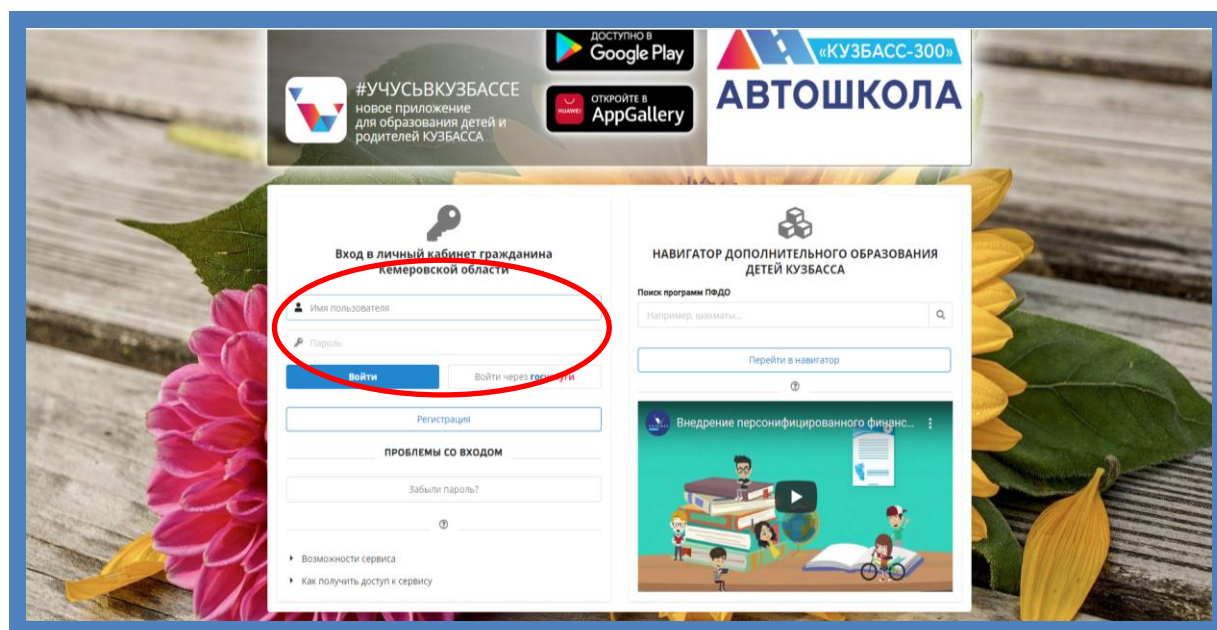 ДОСТУПНО В
Google Play
#УЧУСЬВКУЗБАССЕ
новое приложение
для образования детей и
родителей КУЗБАССА
HUAWEI
ОТКРОЙТЕ В
AppGallery
«КУЗБАСС-300»
АВТОШКОЛА
Вход в личный кабинет гражданина
Кемеровской области
Имя пользователя
Пароль
Войти
Войти через госуслуги
Регистрация
ПРОБЛЕМЫ СО ВХОДОМ
Забыли пароль?
Возможности сервиса
Как получить доступ к сервису
НАВИГАТОР ДОПОЛНИТЕЛЬНОГО ОБРАЗОВАНИЯ
ДЕТЕЙ КУЗБАССА
Поиск программ ПФДО
Например, шахматы...
Перейти в навигатор
Внедрение персонифицированного финанс...